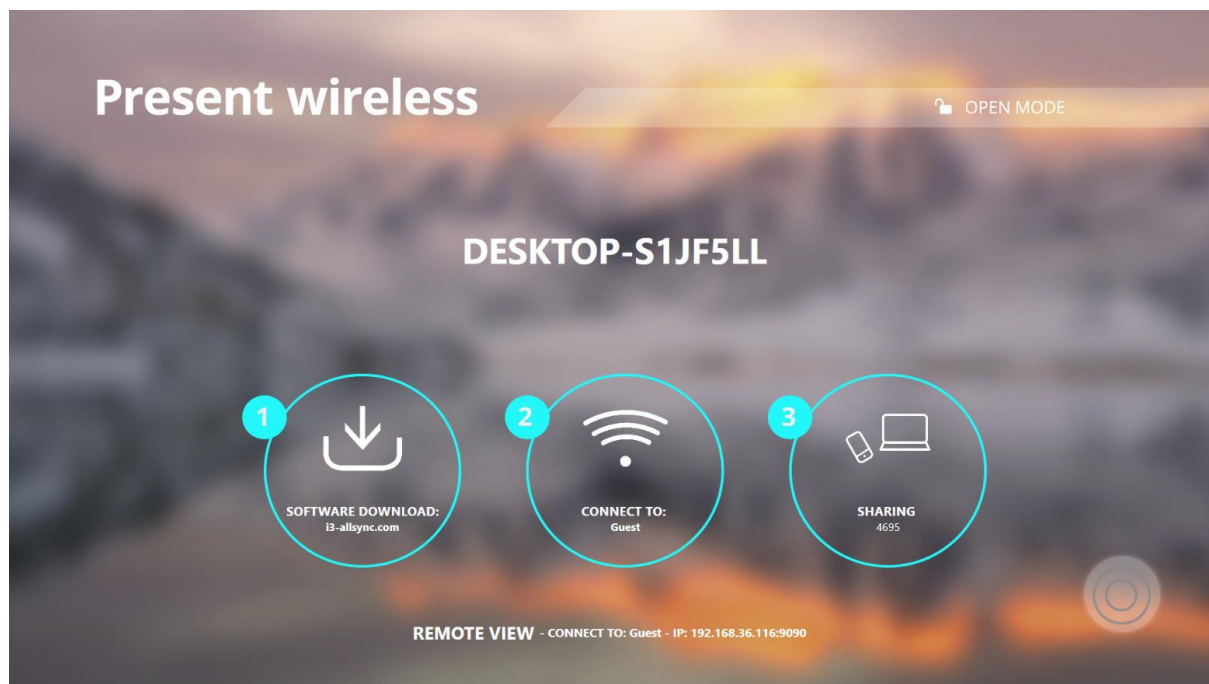 Present wireless
OPEN MODE
DESKTOP-S1JF5LL
1
2
3
SOFTWARE DOWNLOAD:
i3-allsync.com
CONNECT TO:
Guest
SHARING
4695
REMOTE VIEW - CONNECT TO: Guest - IP: 192.168.36.116:9090